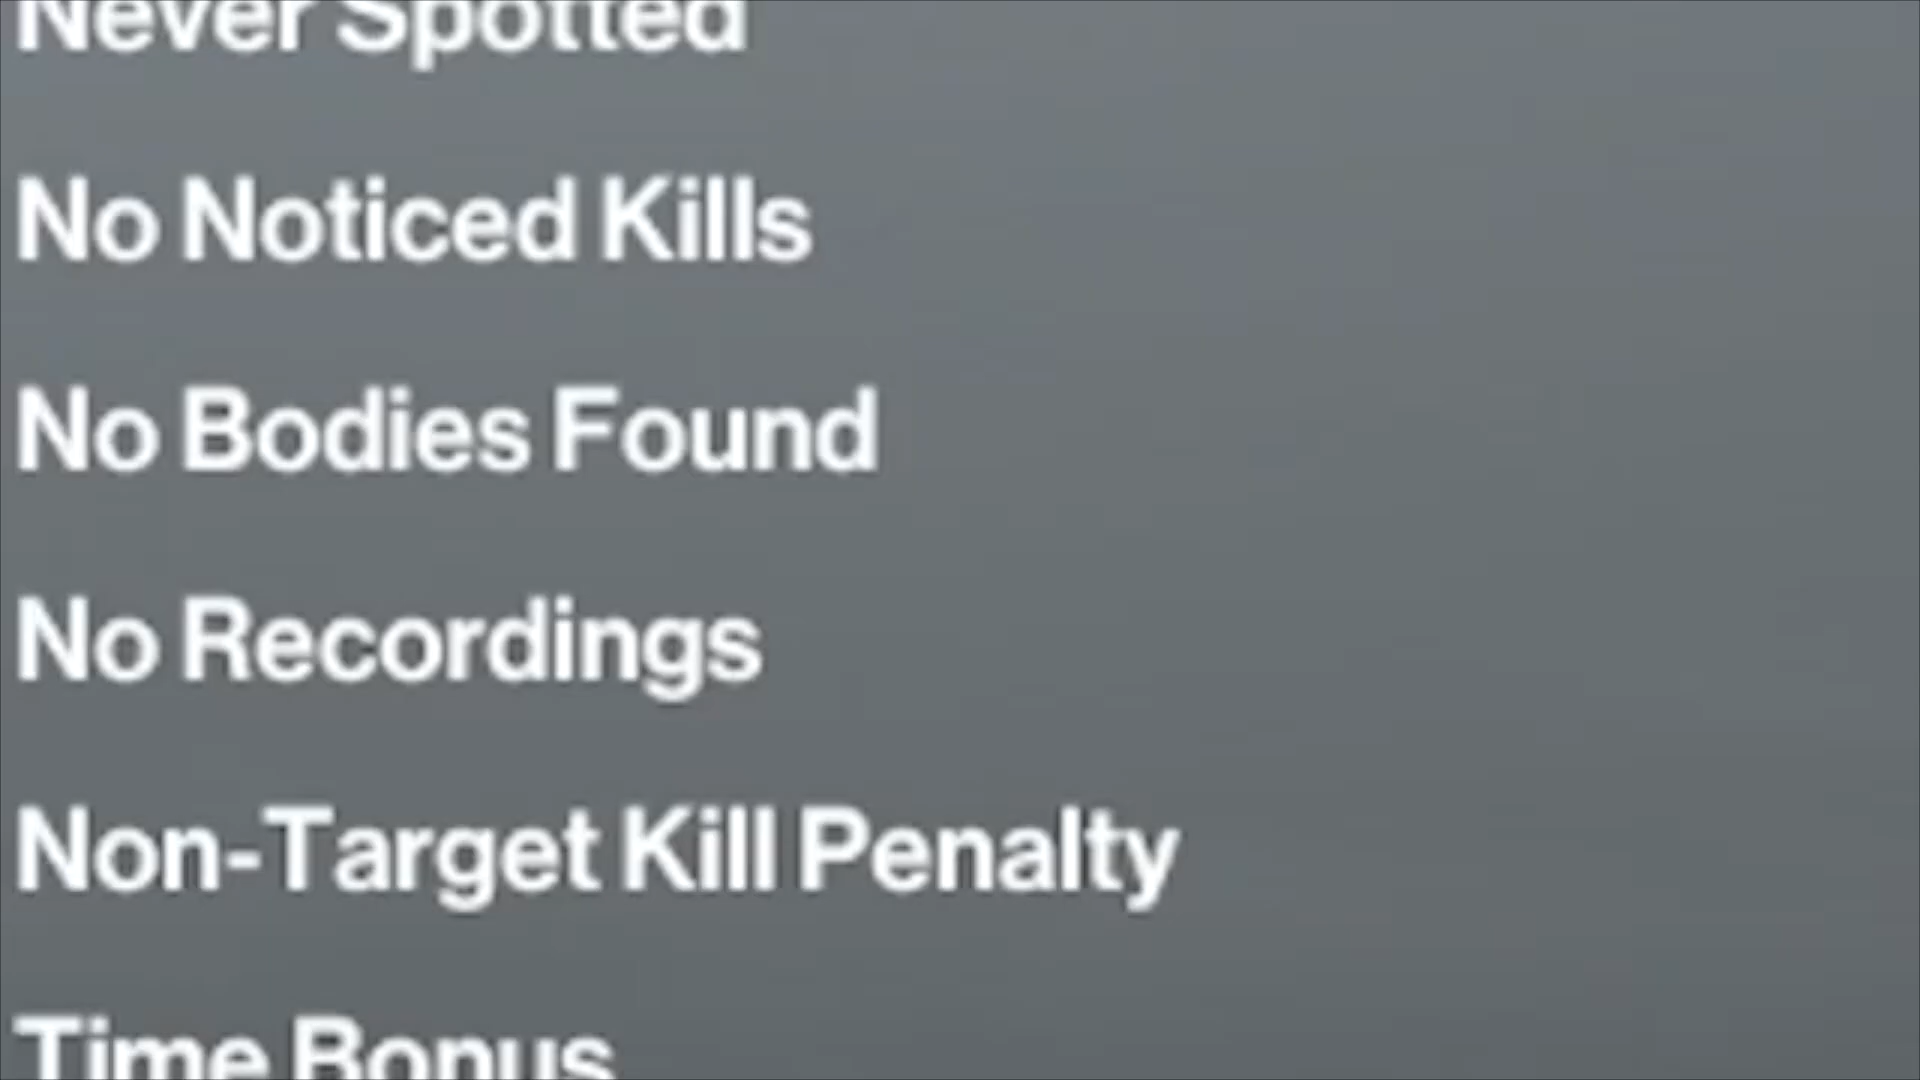 Never Spotted
No Noticed Kills
No Bodies Found
No Recordings
Non-Target Kill Penalty
Time Bonus